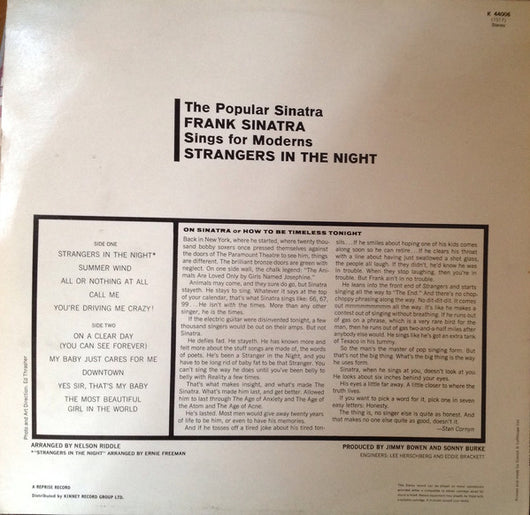 K 44006
(1017)
Stereo
The Popular Sinatra
FRANK SINATRA
Sings for Moderns
STRANGERS IN THE NIGHT
SIDE ONE
STRANGERS IN THE NIGHT*
SUMMER WIND
ALL OR NOTHING AT ALL
CALL ME
YOU'RE DRIVING ME CRAZY!
SIDE TWO
ON A CLEAR DAY
(YOU CAN SEE FOREVER)
MY BABY JUST CARES FOR ME
DOWNTOWN
YES SIR, THAT'S MY BABY
THE MOST BEAUTIFUL
GIRL IN THE WORLD
ON SINATRA or HOW TO BE TIMELESS TONIGHT
Back in New York, where he started, where twenty thou-
sand bobby soxers once pressed themselves against
the doors of The Paramount Theatre to see him, things
are different. The brilliant bronze doors are green with
neglect. On one side wall, the chalk legend: "The Ani-
mals Are Loved Only by Girls Named Josephine."
Animals may come, and they sure do go, but Sinatra
stayeth. He stays to sing. Whatever it says at the top
of your calendar, that's what Sinatra sings like: 66, 67,
99 . . . He isn't with the times. More than any other
singer, he is the times.
If the electric guitar were disinvented tonight, a few
thousand singers would be out on their amps. But not
Sinatra.
He defies fad. He stayeth. He has known more and
felt more about the stuff songs are made of, the words
of poets. He's been a Stranger in the Night, and you
have to be long rid of baby fat to be that Stranger. You
can't sing the way he does until you've been belly to
belly with Reality a few times.
That's what makes insight, and what's made The
Sinatra. What's made him last, and get better. Allowed
him to last through The Age of Anxiety and The Age of
the Atom and The Age of Acne.
He's lasted. Most men would give away twenty years
of life to be him, or even to have his memories.
And if he tosses off a tired joke about his tired ton-
sils. . . . If he smiles about hoping one of his kids comes
along soon so he can retire. . . If he clears his throat
with a line about having just swallowed a shot glass,
the people all laugh. If they didn't, he'd know he was
in trouble. When they stop laughing, then you're in
trouble. But Frank ain't. He's singing.
He leans into the front edge of Strangers and starts
singing all the way to "The End." And there's no chop-
choppy phrasing along the way. No dit-dit-dit. It comes
out mmmmmmmmm all the way. It's like he makes a
contest out of singing without breathing. If he runs out
of gas on a phrase, which is a very rare bird for the
man, then he runs out of gas two-and-a-half miles after
anybody else would. He sings like he's got an extra tank
of Texaco in his tummy.
So the man's the master of pop singing form. But
that's not the big thing. What's the big thing is the way
he uses form.
Sinatra, when he sings at you, doesn't look at you.
He looks about six inches behind your eyes.
His eyes a little far away. A little closer to where the
truth lives.
If you want to pick a word for it, pick one in seven
easy letters: Honesty.
The thing is, no singer else is quite as honest. And
that makes no one else quite as good, doesn't it.
—Stan Cornyn
Photo and Art Direction: Ed Thrasher
ARRANGED BY NELSON RIDDLE
*"STRANGERS IN THE NIGHT" ARRANGED BY ERNIE FREEMAN
PRODUCED BY JIMMY BOWEN AND SONNY BURKE
ENGINEERS: LEE HERSCHBERG AND EDDIE BRACKETT
A REPRISE RECORD
Distributed by KINNEY RECORD GROUP LTD.